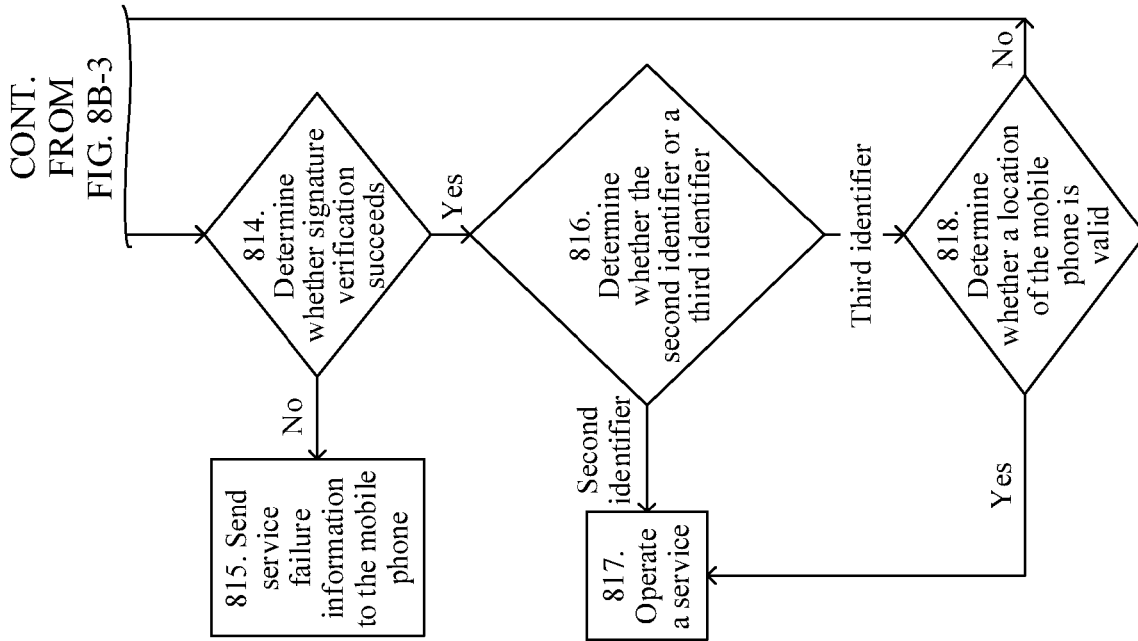 CONT.
FROM
FIG. 8B-3
814.
Determine
whether signature
verification
succeeds
No
Yes
815. Send
service
failure
information
to the mobile
phone
816.
Determine
whether the
second identifier or a
third identifier
Second
identifier
Third identifier
817.
Operate
a service
818.
Determine
whether a location
of the mobile
phone is
valid
No
Yes